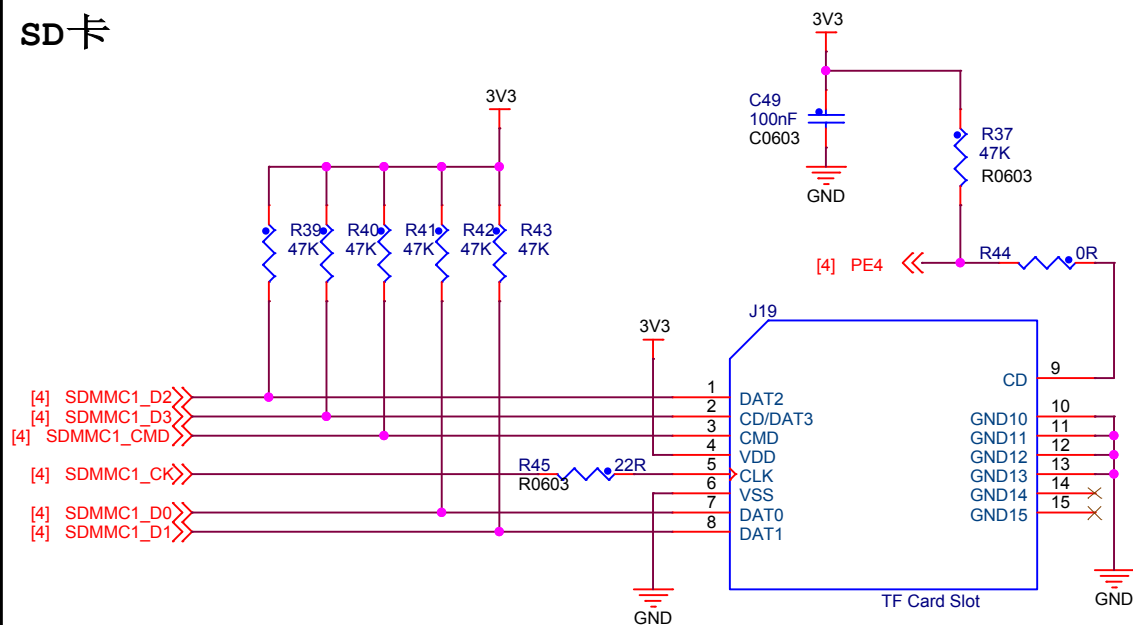 SD卡
3V3
C49
100nF
C0603
GND
R37
47K
R0603
3V3
R39
47K
R40
47K
R41
47K
R42
47K
R43
47K
[4] PE4
R44
0R
J19
3V3
[4] SDMMC1_D2
[4] SDMMC1_D3
[4] SDMMC1_CMD
[4] SDMMC1_CK
[4] SDMMC1_D0
[4] SDMMC1_D1
R45
22R
R0603
1 DAT2
2 CD/DAT3
3 CMD
4 VDD
5 CLK
6 VSS
7 DAT0
8 DAT1
CD 9
GND10 10
GND11 11
GND12 12
GND13 13
GND14 14
GND15 15
TF Card Slot
GND
GND